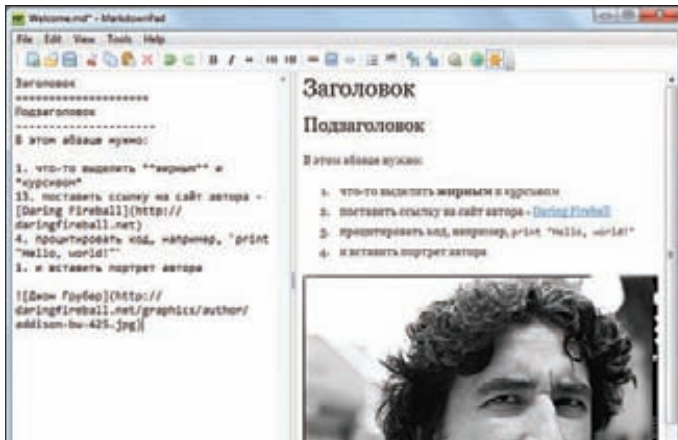 Welcome.md* - MarkdownPad
File Edit View Tools Help
Заголовок
====================
Подзаголовок
--------------------
В этом абзаце нужно:
1. что-то выделить **жирным** и
*курсивом*
15. поставить ссылку на сайт автора -
[Daring Fireball](http://
daringfireball.net)
4. процитировать код, например, `print
"Hello, world!"`
1. и вставить портрет автора
![Джон Грубер](http://
daringfireball.net/graphics/author/
addison-bw-425.jpg)
Заголовок
Подзаголовок
В этом абзаце нужно:
1. что-то выделить жирным и курсивом
2. поставить ссылку на сайт автора - Daring Fireball
3. процитировать код, например, print "Hello, world!"
4. и вставить портрет автора